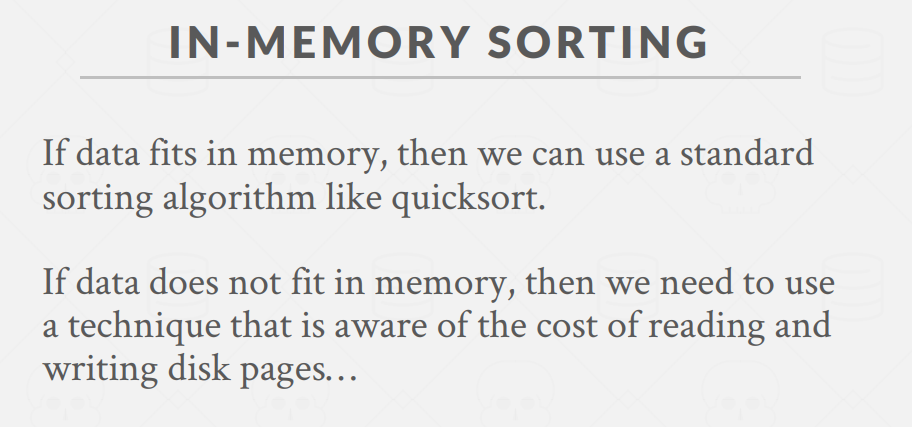 IN-MEMORY SORTING
If data fits in memory, then we can use a standard
sorting algorithm like quicksort.
If data does not fit in memory, then we need to use
a technique that is aware of the cost of reading and
writing disk pages…